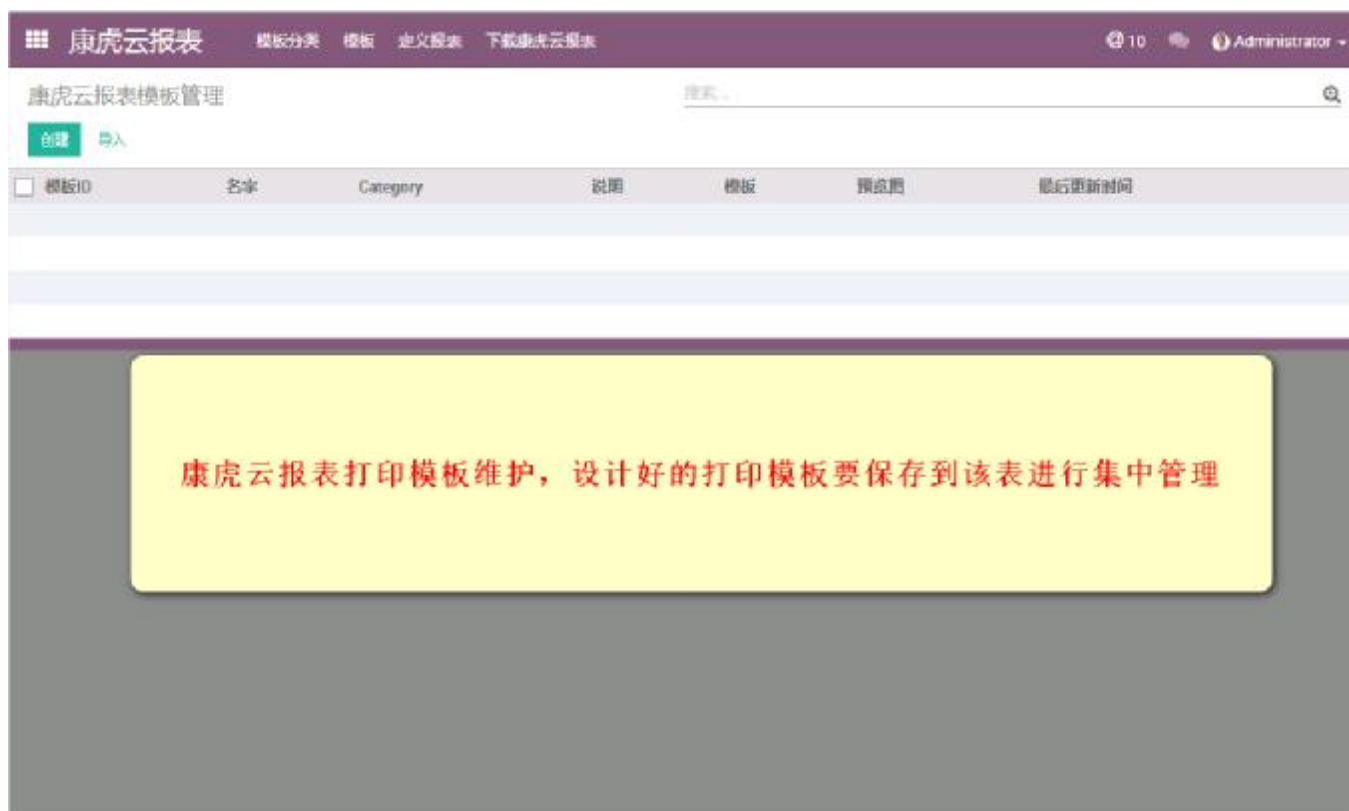 康虎云报表 模板分类 模板 定义报表 下载康虎云报表 @ 10 Administrator
康虎云报表模板管理 搜索...
创建 导入
模板ID 名字 Category 说明 模板 预览图 最后更新时间
康虎云报表打印模板维护，设计好的打印模板要保存到该表进行集中管理